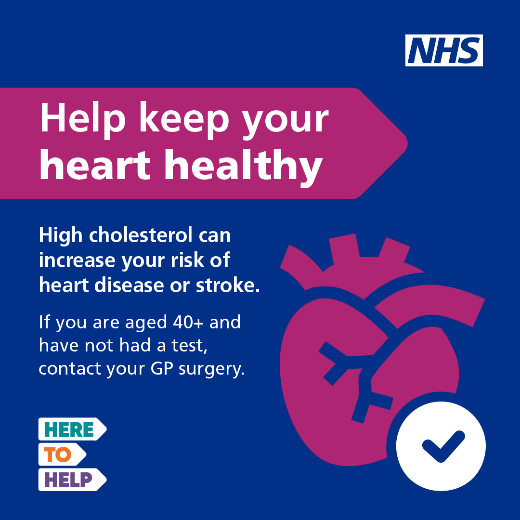 NHS
Help keep your
heart healthy
High cholesterol can
increase your risk of
heart disease or stroke.
If you are aged 40+ and
have not had a test,
contact your GP surgery.
HERE
TO
HELP